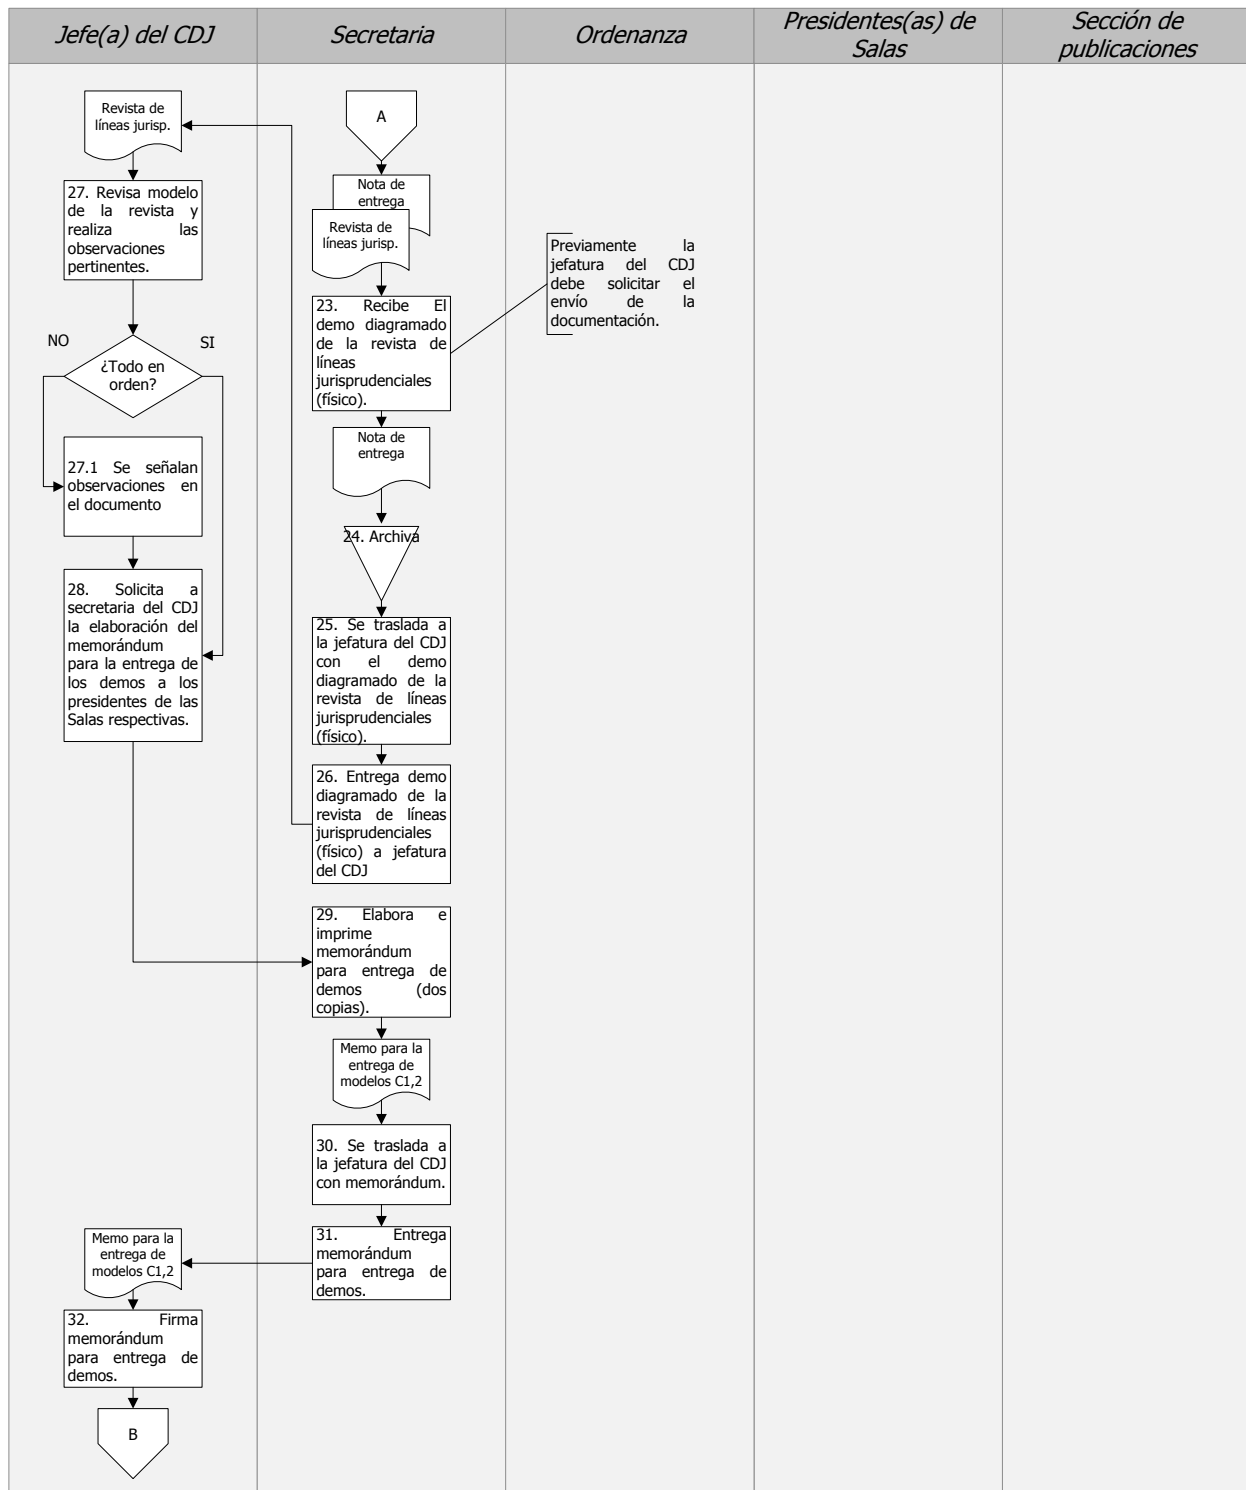 Jefe(a) del CDJ
Secretaria
Ordenanza
Presidentes(as) de
Salas
Sección de
publicaciones
Revista de
líneas jurisp.
27. Revisa modelo
de la revista y
realiza las
observaciones
pertinentes.
NO
SI
¿Todo en
orden?
27.1 Se señalan
observaciones en
el documento
28. Solicita a
secretaria del CDJ
la elaboración del
memorándum
para la entrega de
los demos a los
presidentes de las
Salas respectivas.
A
Nota de
entrega
Revista de
líneas jurisp.
23. Recibe El
demo diagramado
de la revista de
líneas
jurisprudenciales
(físico).
Previamente la
jefatura del CDJ
debe solicitar el
envío de la
documentación.
Nota de
entrega
24. Archiva
25. Se traslada a
la jefatura del CDJ
con el demo
diagramado de la
revista de líneas
jurisprudenciales
(físico).
26. Entrega demo
diagramado de la
revista de líneas
jurisprudenciales
(físico) a jefatura
del CDJ
29. Elabora e
imprime
memorándum
para entrega de
demos (dos
copias).
Memo para la
entrega de
modelos C1,2
30. Se traslada a
la jefatura del CDJ
con memorándum.
31. Entrega
memorándum
para entrega de
demos.
Memo para la
entrega de
modelos C1,2
32. Firma
memorándum
para entrega de
demos.
B